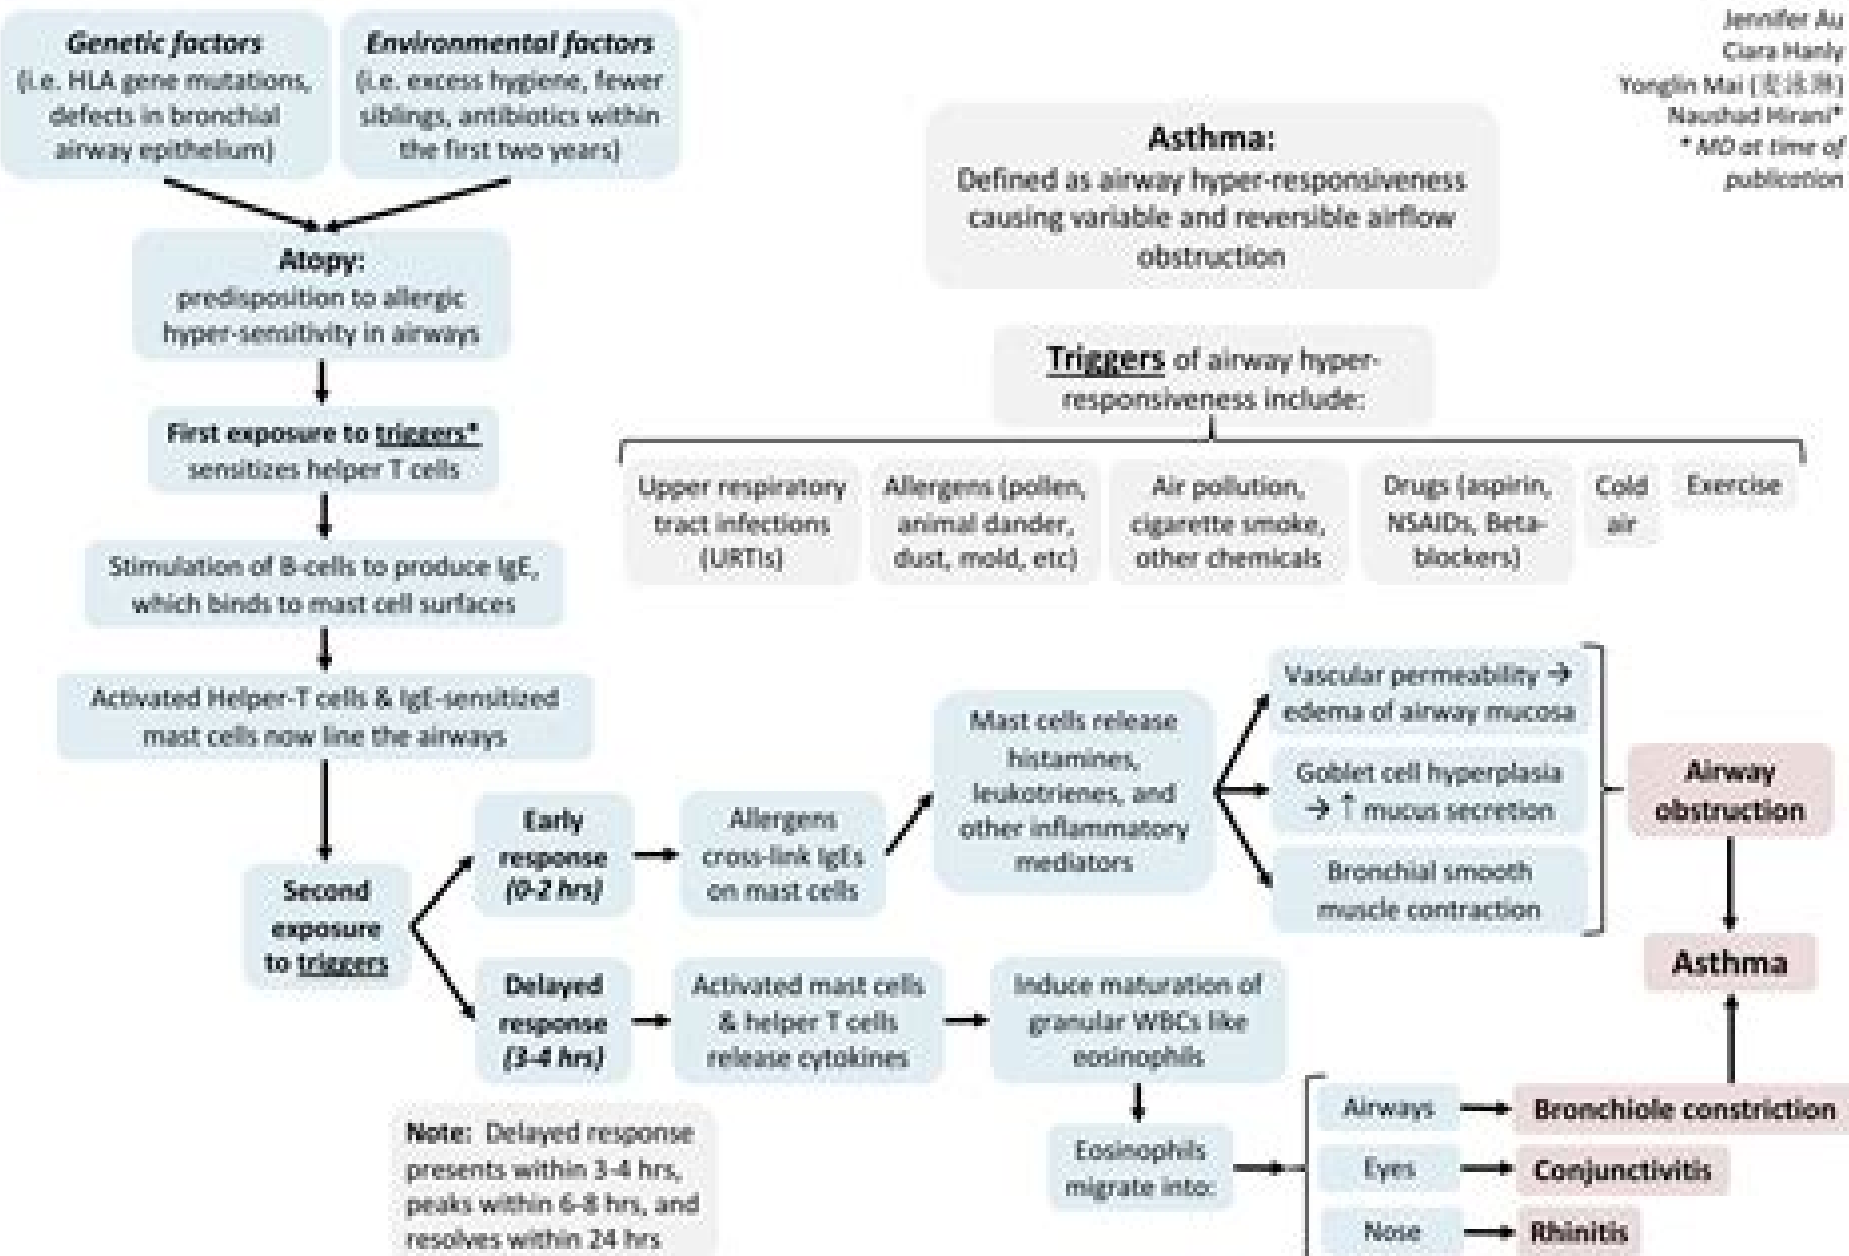 Genetic factors
(i.e. HLA gene mutations,
defects in bronchial
airway epithelium)
Environmental factors
(i.e. excess hygiene, fewer
siblings, antibiotics within
the first two years)
Jennifer Au
Ciara Hanly
Yonglin Mai (
Naushad Hirani*
* MD at time of
publication
Asthma:
Defined as airway hyper-responsiveness
causing variable and reversible airflow
obstruction
Atopy:
predisposition to allergic
hyper-sensitivity in airways
Triggers of airway hyper-
responsiveness include:
First exposure to triggers*
sensitizes helper T cells
Upper respiratory
tract infections
(URTIs)
Allergens (pollen,
animal dander,
dust, mold, etc)
Air pollution,
cigarette smoke,
other chemicals
Drugs (aspirin,
NSAIDs, Beta-
blockers)
Cold
air
Exercise
Stimulation of B-cells to produce IgE,
which binds to mast cell surfaces
Activated Helper-T cells & IgE-sensitized
mast cells now line the airways
Second
exposure
to triggers
Early
response
(0-2 hrs)
Allergens
cross-link IgEs
on mast cells
Mast cells release
histamines,
leukotrienes, and
other inflammatory
mediators
Vascular permeability →
edema of airway mucosa
Goblet cell hyperplasia
→ ↑ mucus secretion
Bronchial smooth
muscle contraction
Airway
obstruction
Asthma
Delayed
response
(3-4 hrs)
Activated mast cells
& helper T cells
release cytokines
Induce maturation of
granular WBCs like
eosinophils
Eosinophils
migrate into:
Airways
Bronchiole constriction
Eyes
Conjunctivitis
Nose
Rhinitis
Note: Delayed response
presents within 3-4 hrs,
peaks within 6-8 hrs, and
resolves within 24 hrs